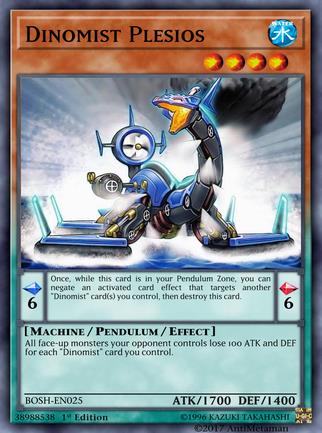 DINOMIST PLESIOS
WATER
水
Once, while this card is in your Pendulum Zone, you can
negate an activated card effect that targets another
"Dinomist" card(s) you control, then destroy this card.
6
6
[MACHINE / PENDULUM / EFFECT]
All face-up monsters your opponent controls lose 100 ATK and DEF
for each "Dinomist" card you control.
BOSH-EN025
ATK/1700 DEF/1400
38988538
1st Edition
©1996 KAZUKI TAKAHASHI
©2017 AntiMetaman